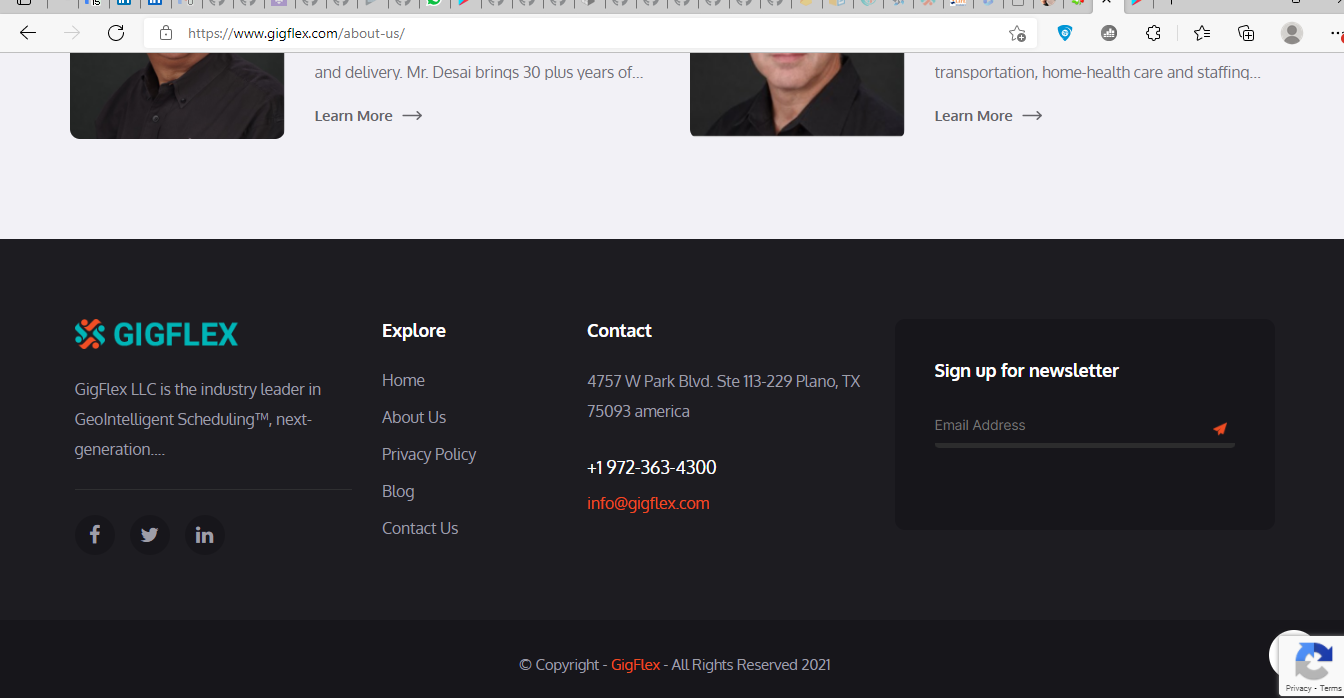 https://www.gigflex.com/about-us/
and delivery. Mr. Desai brings 30 plus years of...
Learn More
transportation, home-health care and staffing...
Learn More
GIGFLEX
GigFlex LLC is the industry leader in
GeoIntelligent Scheduling™, next-
generation....
Explore
Home
About Us
Privacy Policy
Blog
Contact Us
Contact
4757 W Park Blvd. Ste 113-229 Plano, TX
75093 america
+1 972-363-4300
info@gigflex.com
Sign up for newsletter
Email Address
© Copyright - GigFlex - All Rights Reserved 2021
Privacy - Terms